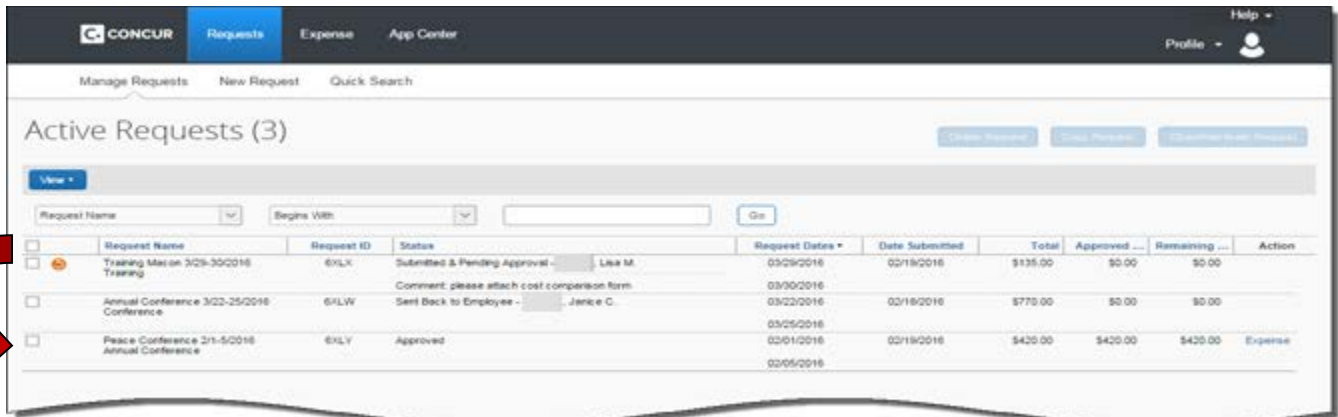 Help
CONCUR Requests Expense App Center
Profile
Manage Requests New Request Quick Search
Active Requests (3)
Delete Request Copy Request Request
View
Request Name Begins With Go
Request Name Request ID Status Request Dates Date Submitted Total Approved ... Remaining ... Action
Training Macon 3/29-30/2016 6XLX Submitted & Pending Approval - , Lisa M. 03/29/2016 02/19/2016 $135.00 $0.00 $0.00
Training
Comment: please attach cost comparison form 03/30/2016
Annual Conference 3/22-25/2016 6XLW Sent Back to Employee - , Janice C. 03/22/2016 02/18/2016 $770.00 $0.00 $0.00
Conference
03/25/2016
Peace Conference 2/1-5/2016 6XLV Approved 02/01/2016 02/19/2016 $420.00 $420.00 $420.00 Expense
Annual Conference
02/05/2016